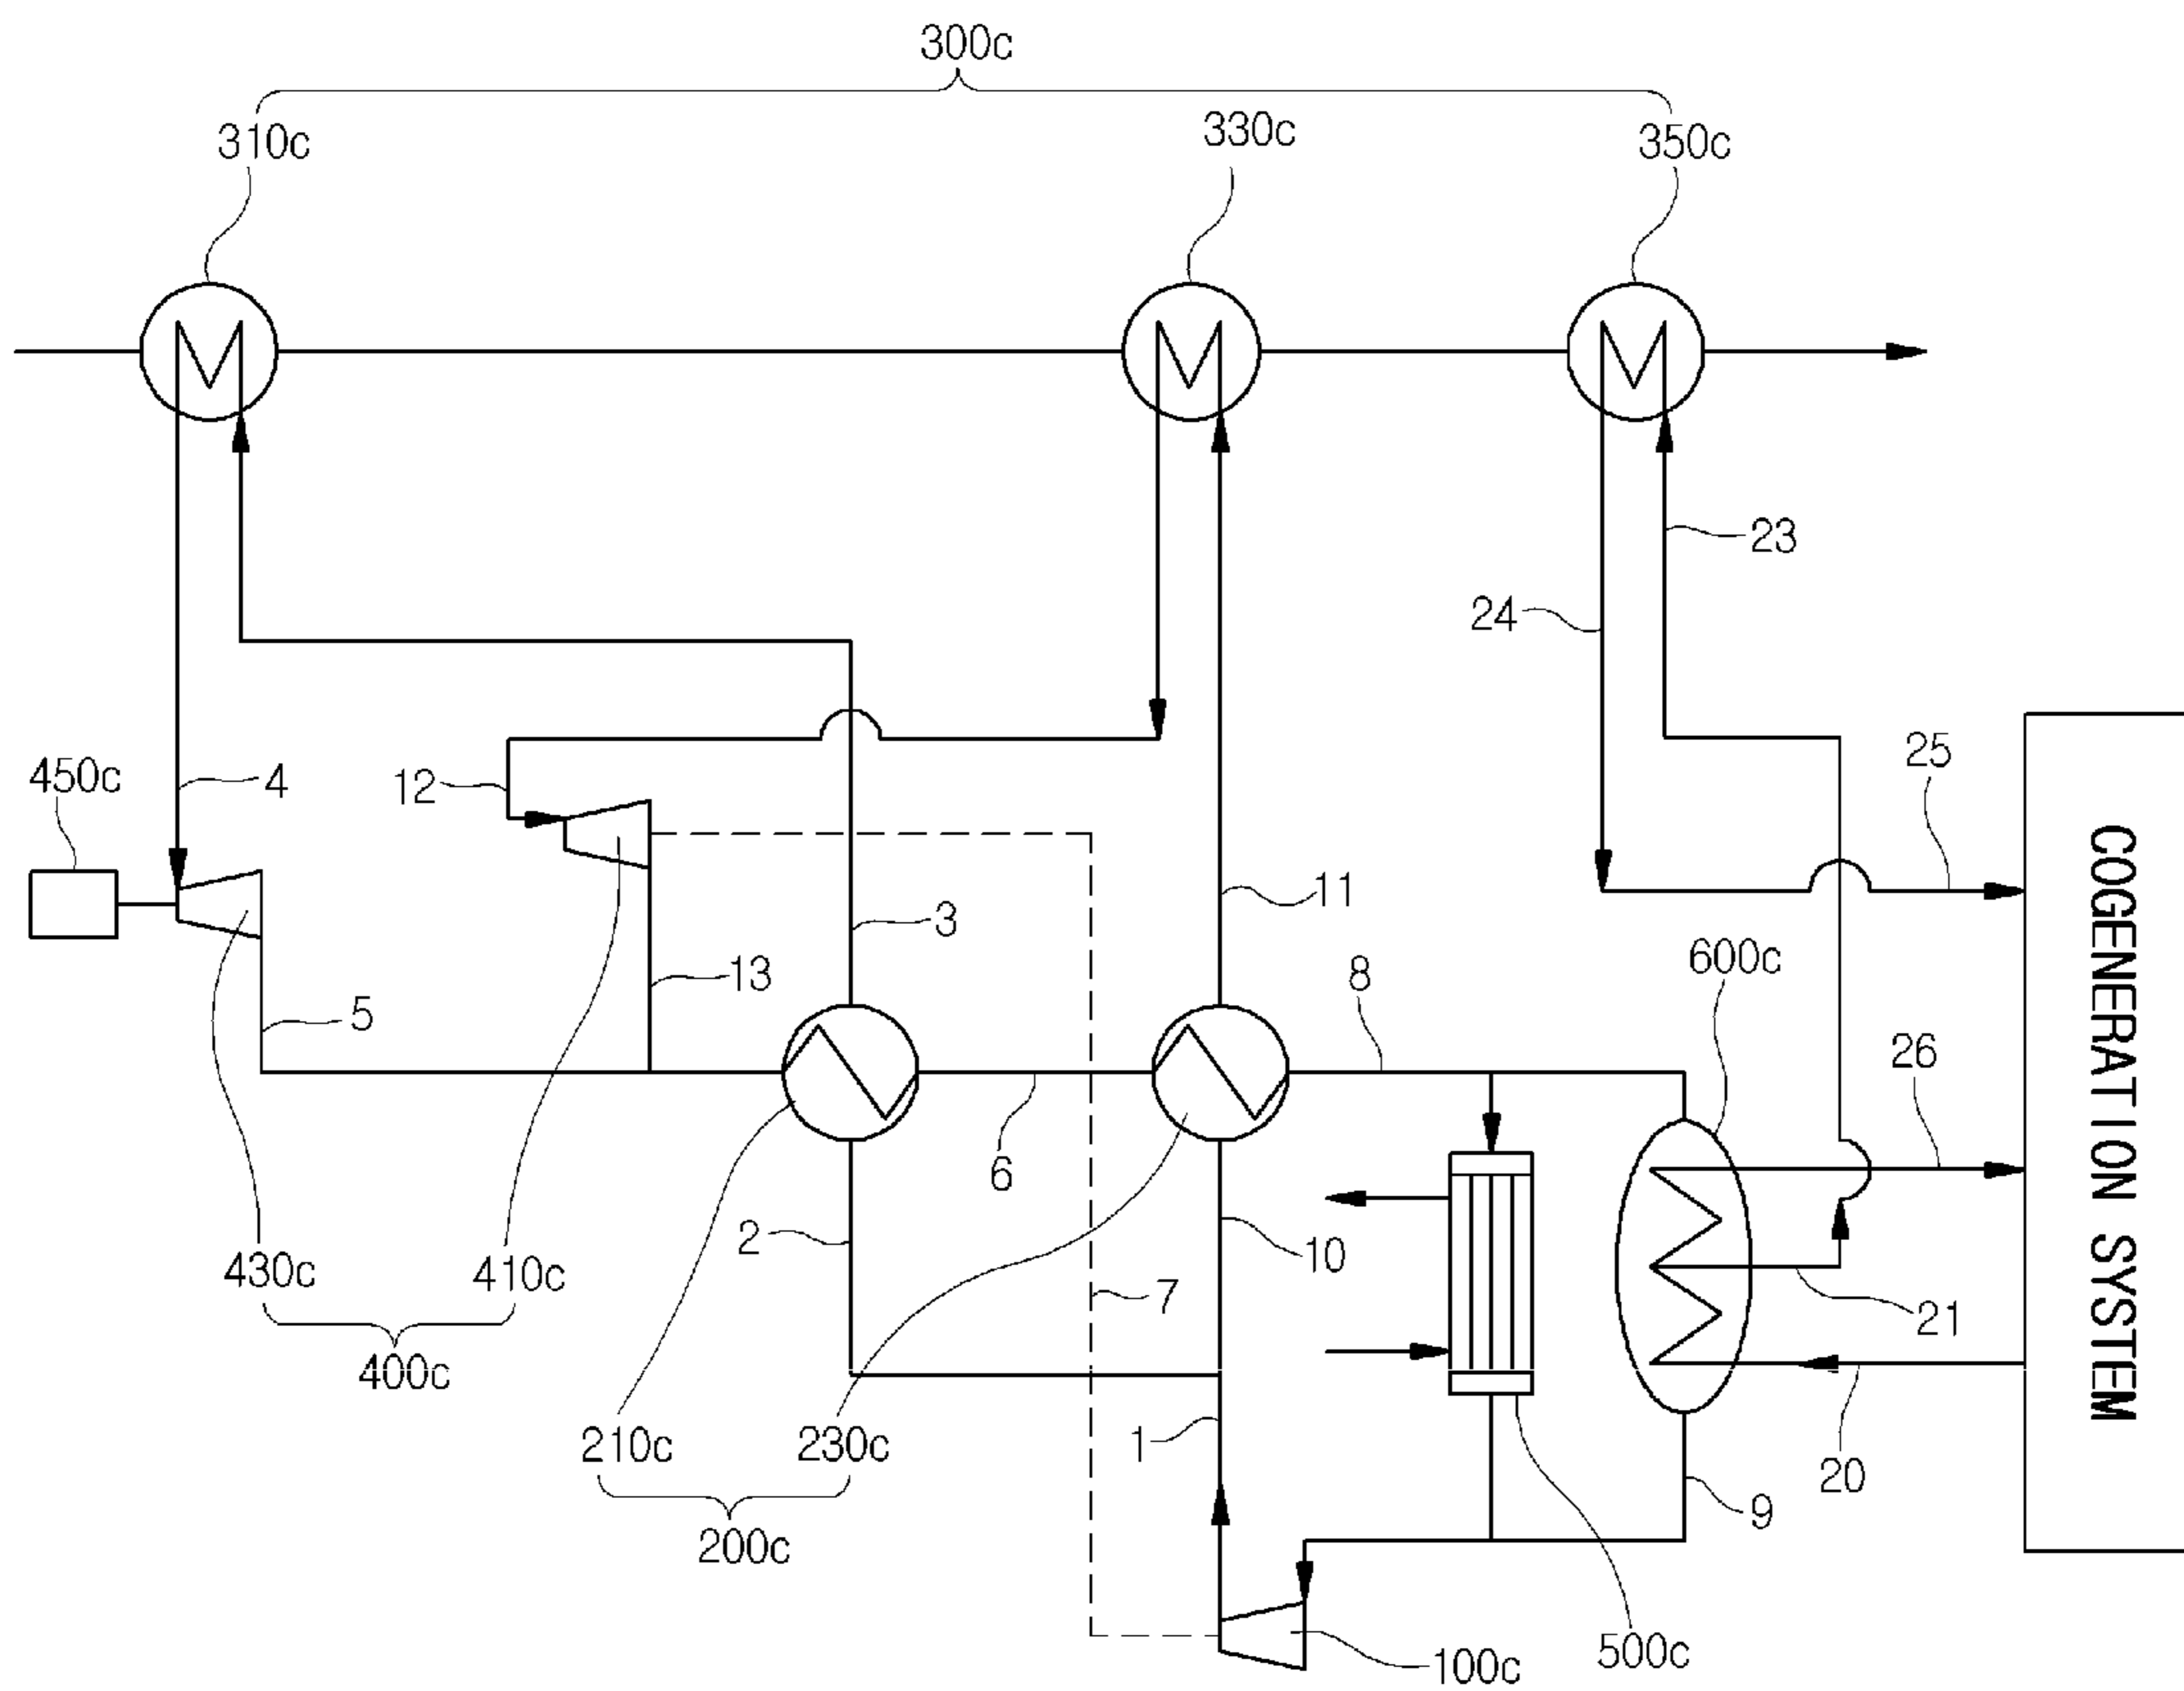 300c
310c
330c
350c
23
24
25
450c
4
12
3
11
13
8
600c
5
26
6
2
10
430c
410c
7
21
400c
1
210c
230c
20
9
200c
500c
100c
COGENERATION SYSTEM